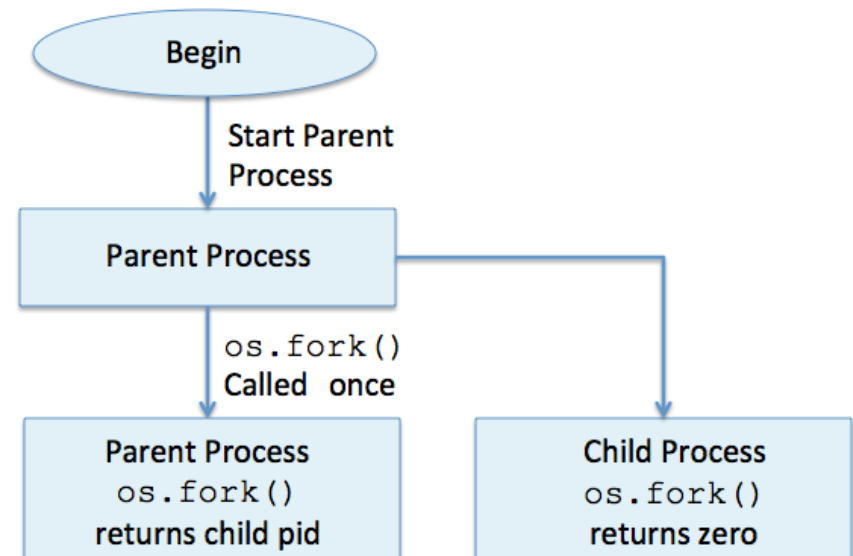 Begin
Start Parent
Process
Parent Process
os.fork()
Called once
Parent Process
os.fork()
returns child pid
Child Process
os.fork()
returns zero